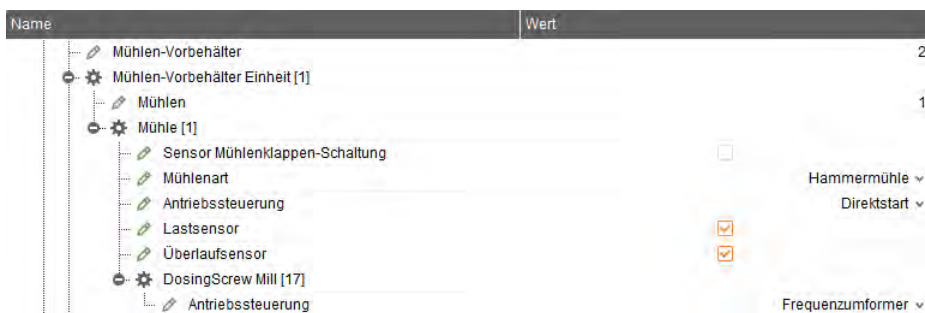 Name Wert
Mühlen-Vorbehälter 2
Mühlen-Vorbehälter Einheit [1]
Mühlen 1
Mühle [1]
Sensor Mühlenklappen-Schaltung
Mühlenart Hammermühle
Antriebssteuerung Direktstart
Lastsensor
Überlaufsensor
DosingScrew Mill [17]
Antriebssteuerung Frequenzumformer